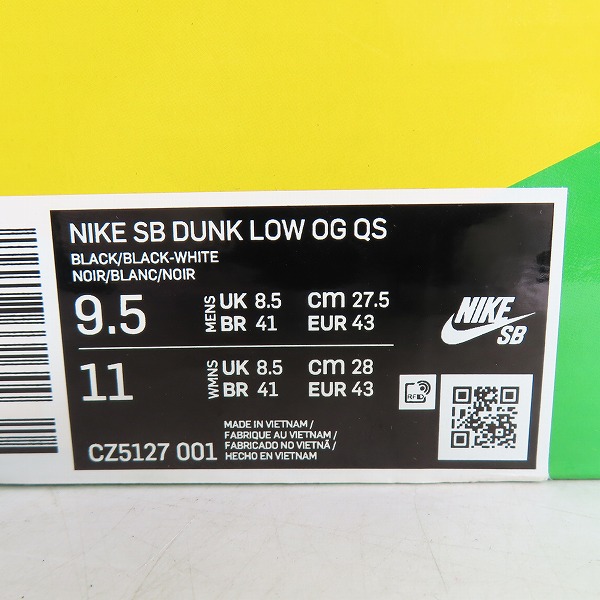 NIKE SB DUNK LOW OG QS
BLACK/BLACK-WHITE
NOIR/BLANC/NOIR
9.5 MENS UK 8.5 cm 27.5
BR 41 EUR 43
11 WMNS UK 8.5 cm 28
BR 41 EUR 43
NIKE
SB
RFID
CZ5127 001
MADE IN VIETNAM /
FABRIQUE AU VIETNAM /
FABRICADO NO VIETNÃ /
HECHO EN VIETNAM